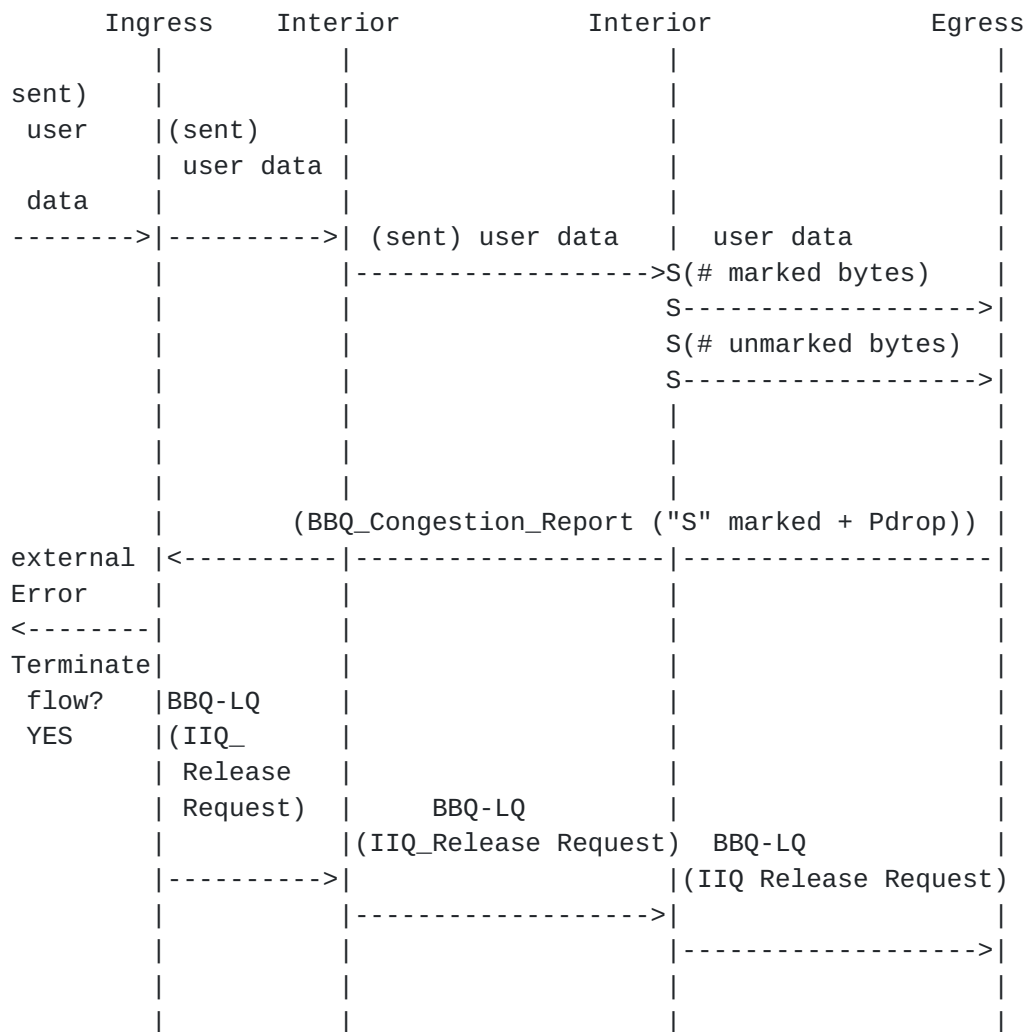 Ingress Interior Interior Egress
sent)
user (sent)
user data
data
(sent) user data user data
S(# marked bytes)
S
S(# unmarked bytes)
S
(BBQ_Congestion_Report ("S" marked + Pdrop))
external
Error
Terminate
flow? BBQ-LQ
YES (IIQ_
Release
Request) BBQ-LQ
(IIQ_Release Request) BBQ-LQ
(IIQ Release Request)